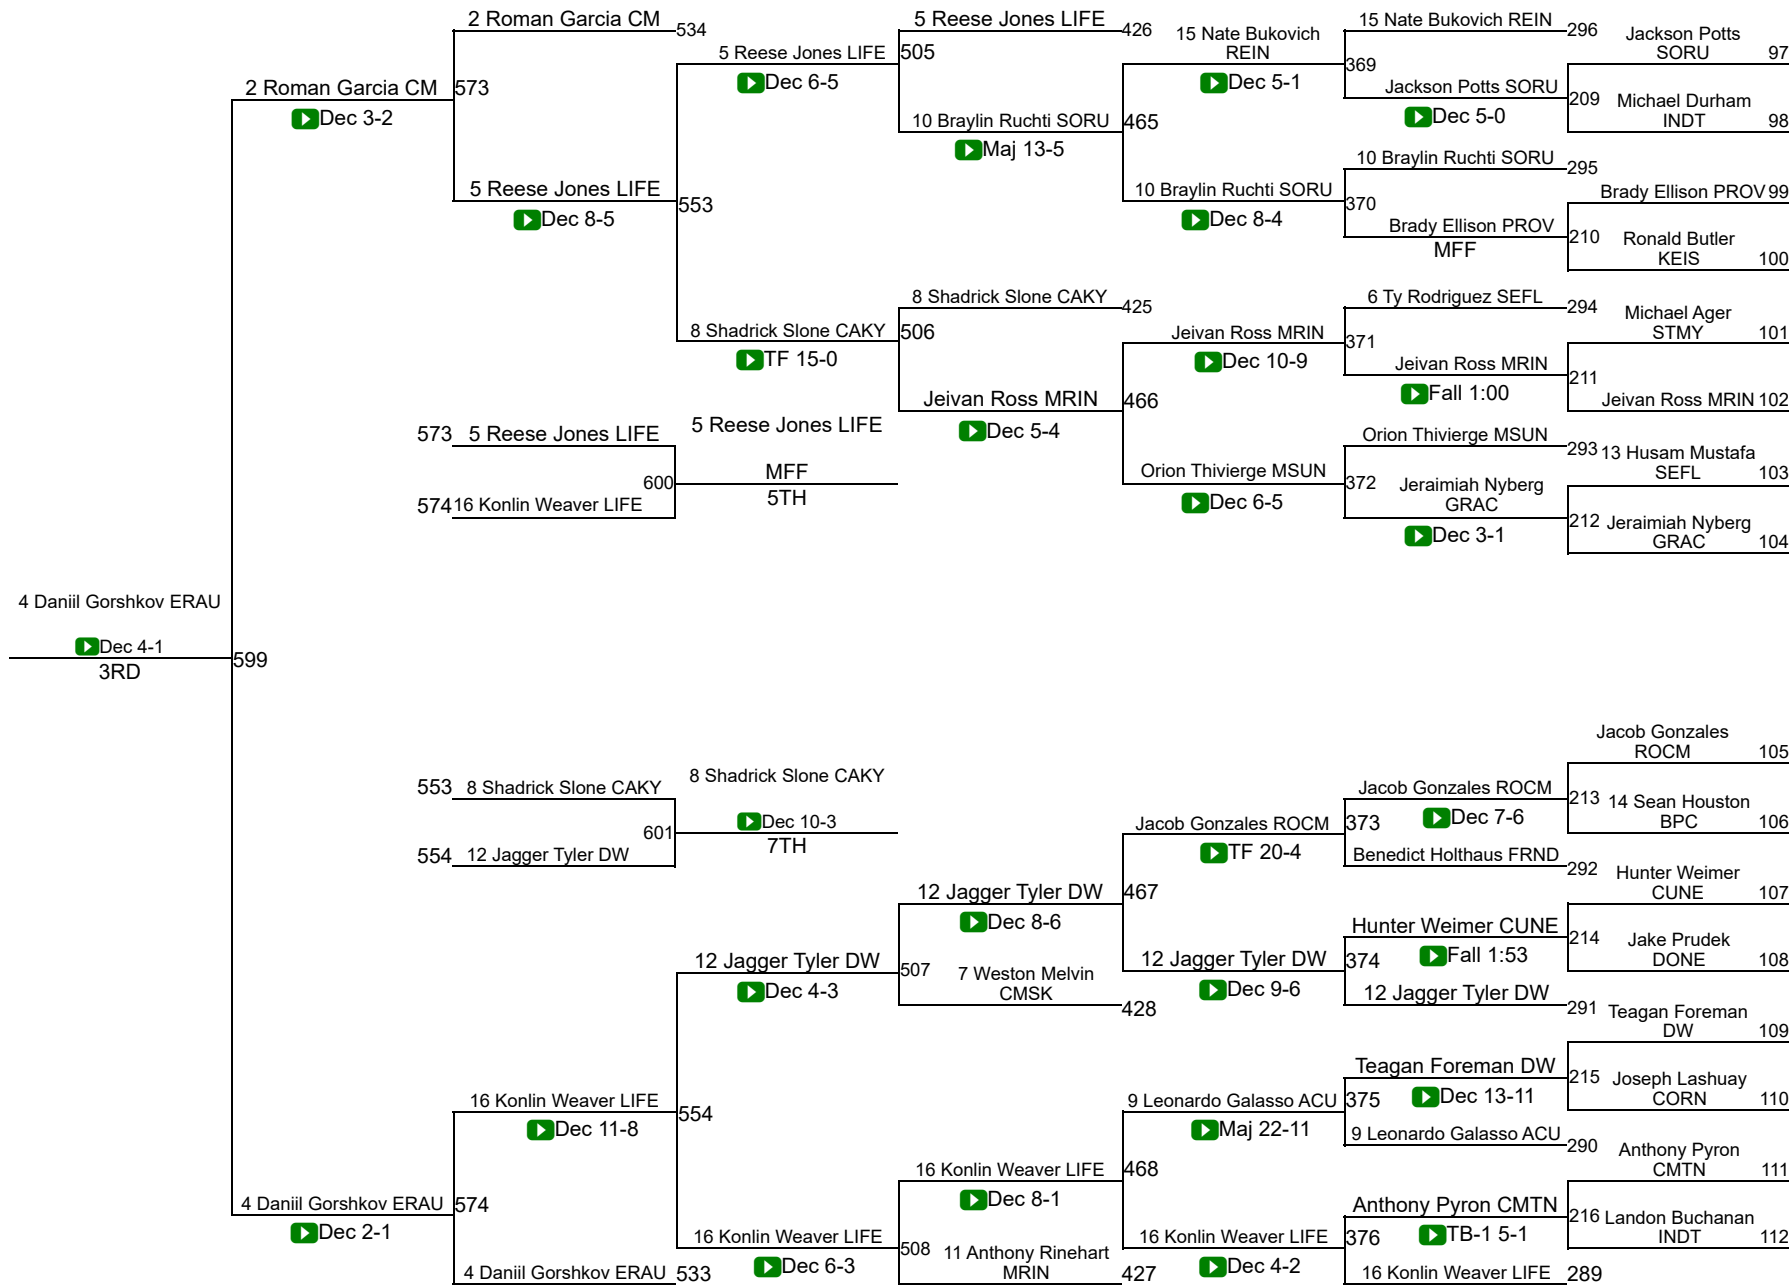 2 Roman Garcia CM
534
5 Reese Jones LIFE
426
15 Nate Bukovich REIN
296
Jackson Potts
SORU
97
5 Reese Jones LIFE
505
15 Nate Bukovich
REIN
369
Dec 6-5
Dec 5-1
Jackson Potts SORU
209
Michael Durham
INDT
98
2 Roman Garcia CM
573
Dec 3-2
10 Braylin Ruchti SORU
465
Dec 5-0
Maj 13-5
10 Braylin Ruchti SORU
295
5 Reese Jones LIFE
553
10 Braylin Ruchti SORU
370
Brady Ellison PROV
99
Dec 8-5
Dec 8-4
Brady Ellison PROV
210
MFF
Ronald Butler
KEIS
100
8 Shadrick Slone CAKY
425
6 Ty Rodriguez SEFL
294
Michael Ager
STMY
101
8 Shadrick Slone CAKY
506
Jeivan Ross MRIN
371
TF 15-0
Dec 10-9
Jeivan Ross MRIN
211
Fall 1:00
Jeivan Ross MRIN
102
Jeivan Ross MRIN
466
Dec 5-4
573
5 Reese Jones LIFE
5 Reese Jones LIFE
Orion Thivierge MSUN
293
13 Husam Mustafa
SEFL
103
600
MFF
5TH
Orion Thivierge MSUN
372
Dec 6-5
Jeraimiah Nyberg
GRAC
212
Dec 3-1
Jeraimiah Nyberg
GRAC
104
574
16 Konlin Weaver LIFE
4 Daniil Gorshkov ERAU
Dec 4-1
3RD
599
Jacob Gonzales
ROCM
105
553
8 Shadrick Slone CAKY
8 Shadrick Slone CAKY
Jacob Gonzales ROCM
213
14 Sean Houston
BPC
106
601
Dec 10-3
7TH
Jacob Gonzales ROCM
373
Dec 7-6
TF 20-4
554
12 Jagger Tyler DW
Benedict Holthaus FRND
292
Hunter Weimer
CUNE
107
12 Jagger Tyler DW
467
Dec 8-6
Hunter Weimer CUNE
214
Fall 1:53
Jake Prudek
DONE
108
12 Jagger Tyler DW
507
Dec 4-3
7 Weston Melvin
CMSK
428
12 Jagger Tyler DW
374
Dec 9-6
12 Jagger Tyler DW
291
Teagan Foreman
DW
109
Teagan Foreman DW
215
Dec 13-11
Joseph Lashuay
CORN
110
16 Konlin Weaver LIFE
554
Dec 11-8
9 Leonardo Galasso ACU
375
Maj 22-11
9 Leonardo Galasso ACU
290
Anthony Pyron
CMTN
111
16 Konlin Weaver LIFE
468
Dec 8-1
4 Daniil Gorshkov ERAU
574
Dec 2-1
Anthony Pyron CMTN
216
TB-1 5-1
Landon Buchanan
INDT
112
16 Konlin Weaver LIFE
508
Dec 6-3
11 Anthony Rinehart
MRIN
427
16 Konlin Weaver LIFE
376
Dec 4-2
4 Daniil Gorshkov ERAU
533
16 Konlin Weaver LIFE
289